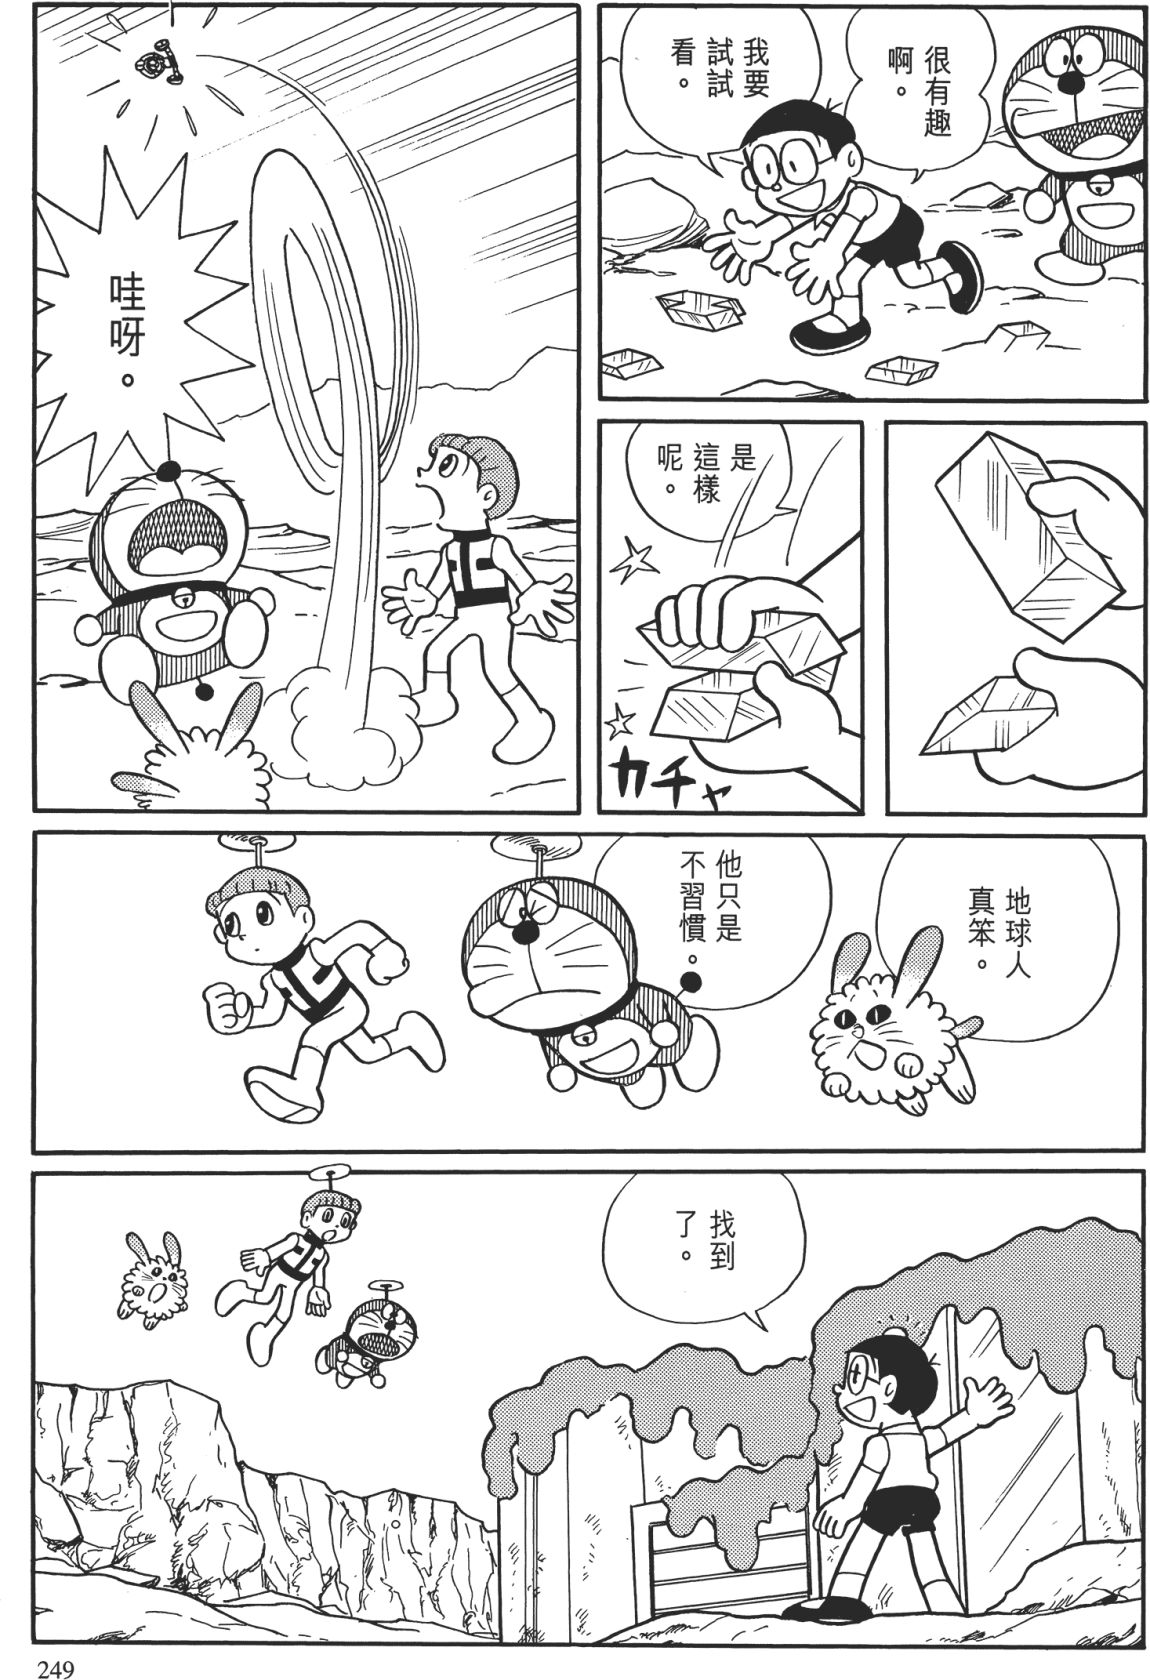 很有趣
啊。
我要
試試
看。
是
這樣
呢。
カチャ
哇呀。
地球人
真笨。
他只是
不習慣。
找到
了。
249